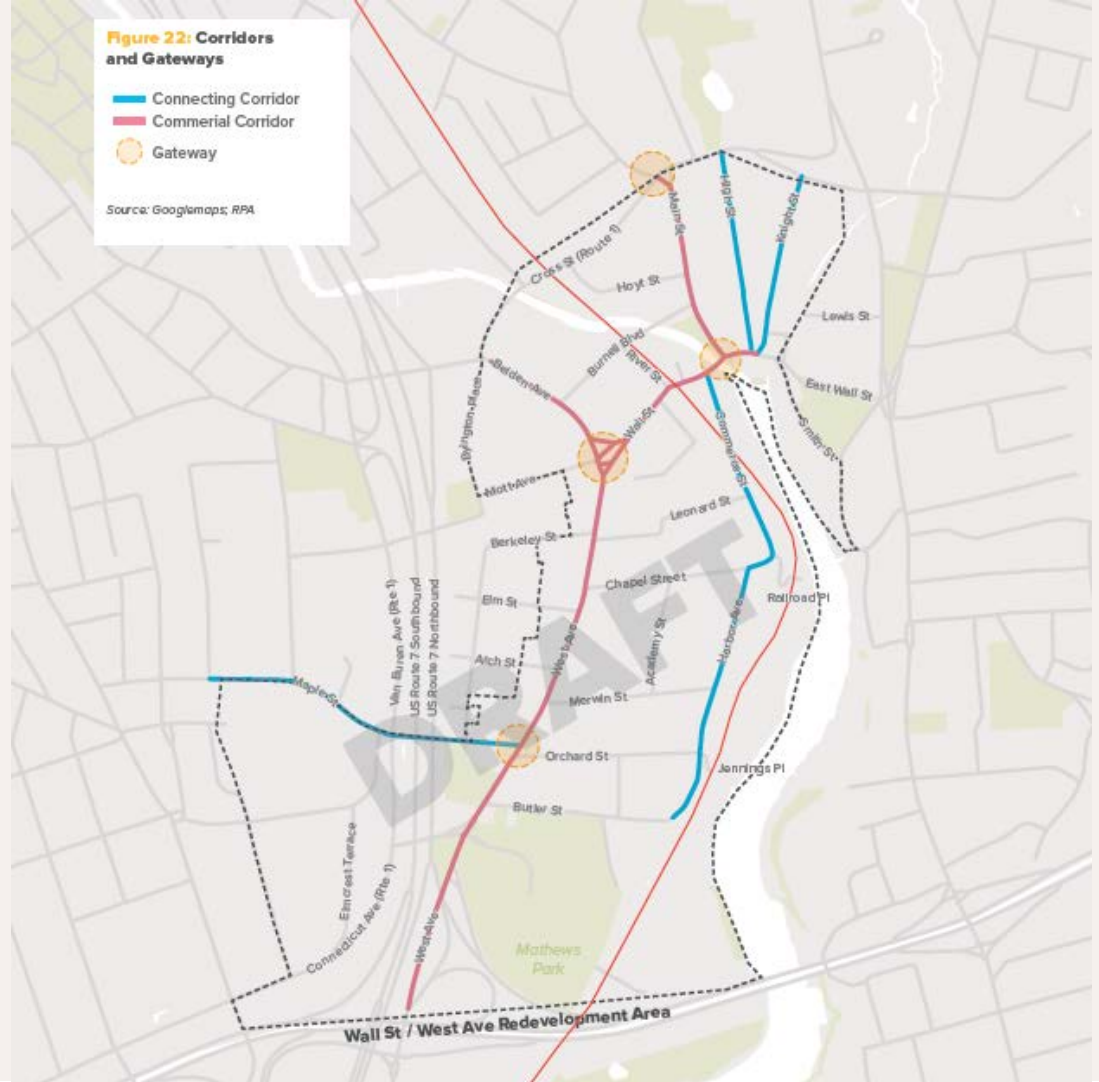 Figure 22: Corridors
and Gateways
Connecting Corridor
Commerial Corridor
Gateway
Source: Googlemaps; RPA
Main St
High St
Knight St
Cross St (Route 1)
Hoyt St
Lewis St
Burnell Blvd
River St
Belden Ave
East Wall St
Byington place
Wall St
Commerce St
Smith St
Mott Ave
Leonard St
Berkeley St
Chapel Street
Elm St
Railroad Pl
Van Buren Ave (Rte 1)
US Route 7 Southbound
US Route 7 Northbound
Harbor Ave
Academy St
West Ave
Arch St
Maple St
Merwin St
DRAFT
Orchard St
Jennings Pl
Butler St
Elmcrest Terrace
Connecticut Ave (Rte 1)
West Ave
Mathews
Park
Wall St / West Ave Redevelopment Area